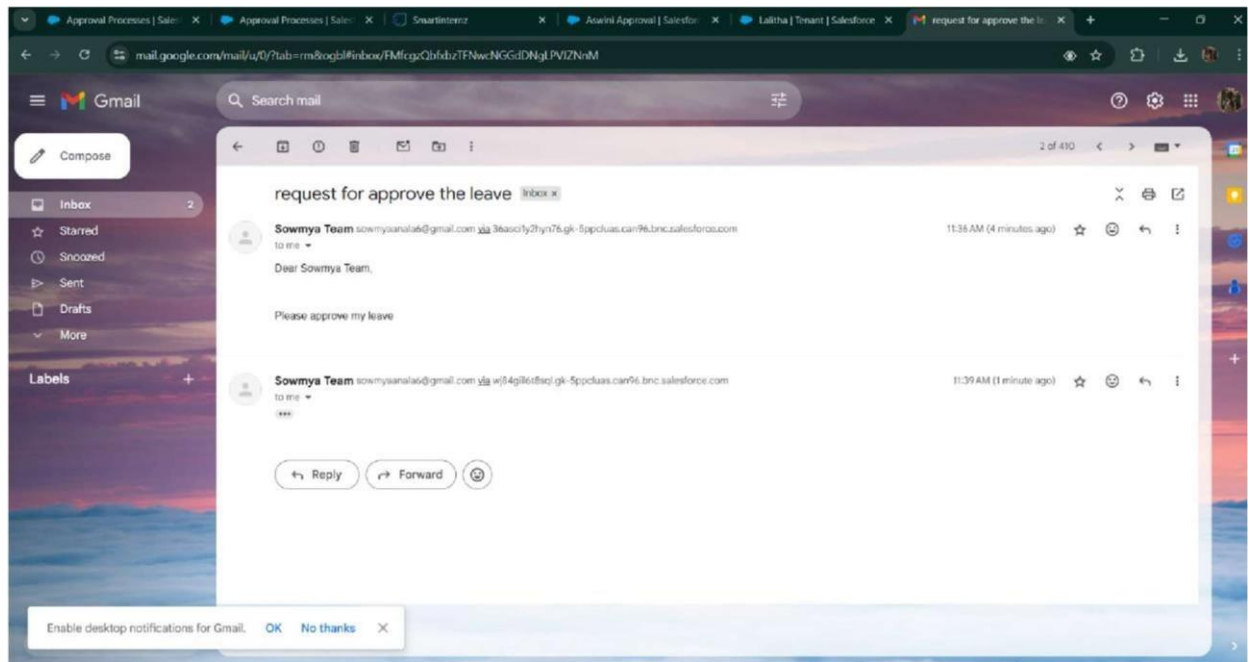 Approval Processes | Sales
Approval Processes | Sales
Smartinternz
Aswini Approval | Salesfor
Lalitha | Tenant | Salesforce
request for approve the le
mail.google.com/mail/u/0/?tab=rm&ogbl#inbox/
Gmail
Search mail
Compose
2 of 410
request for approve the leave Inbox x
Inbox 2
Sowmya Team sowmyaanala6@gmail.com via 11:36 AM (4 minutes ago)
Starred
to me
Snoozed
Dear Sowmya Team,
Sent
Drafts
Please approve my leave
More
Labels +
Sowmya Team sowmyaanala6@gmail.com via 11:39 AM (1 minute ago)
to me
Reply
Forward
Enable desktop notifications for Gmail. OK No thanks